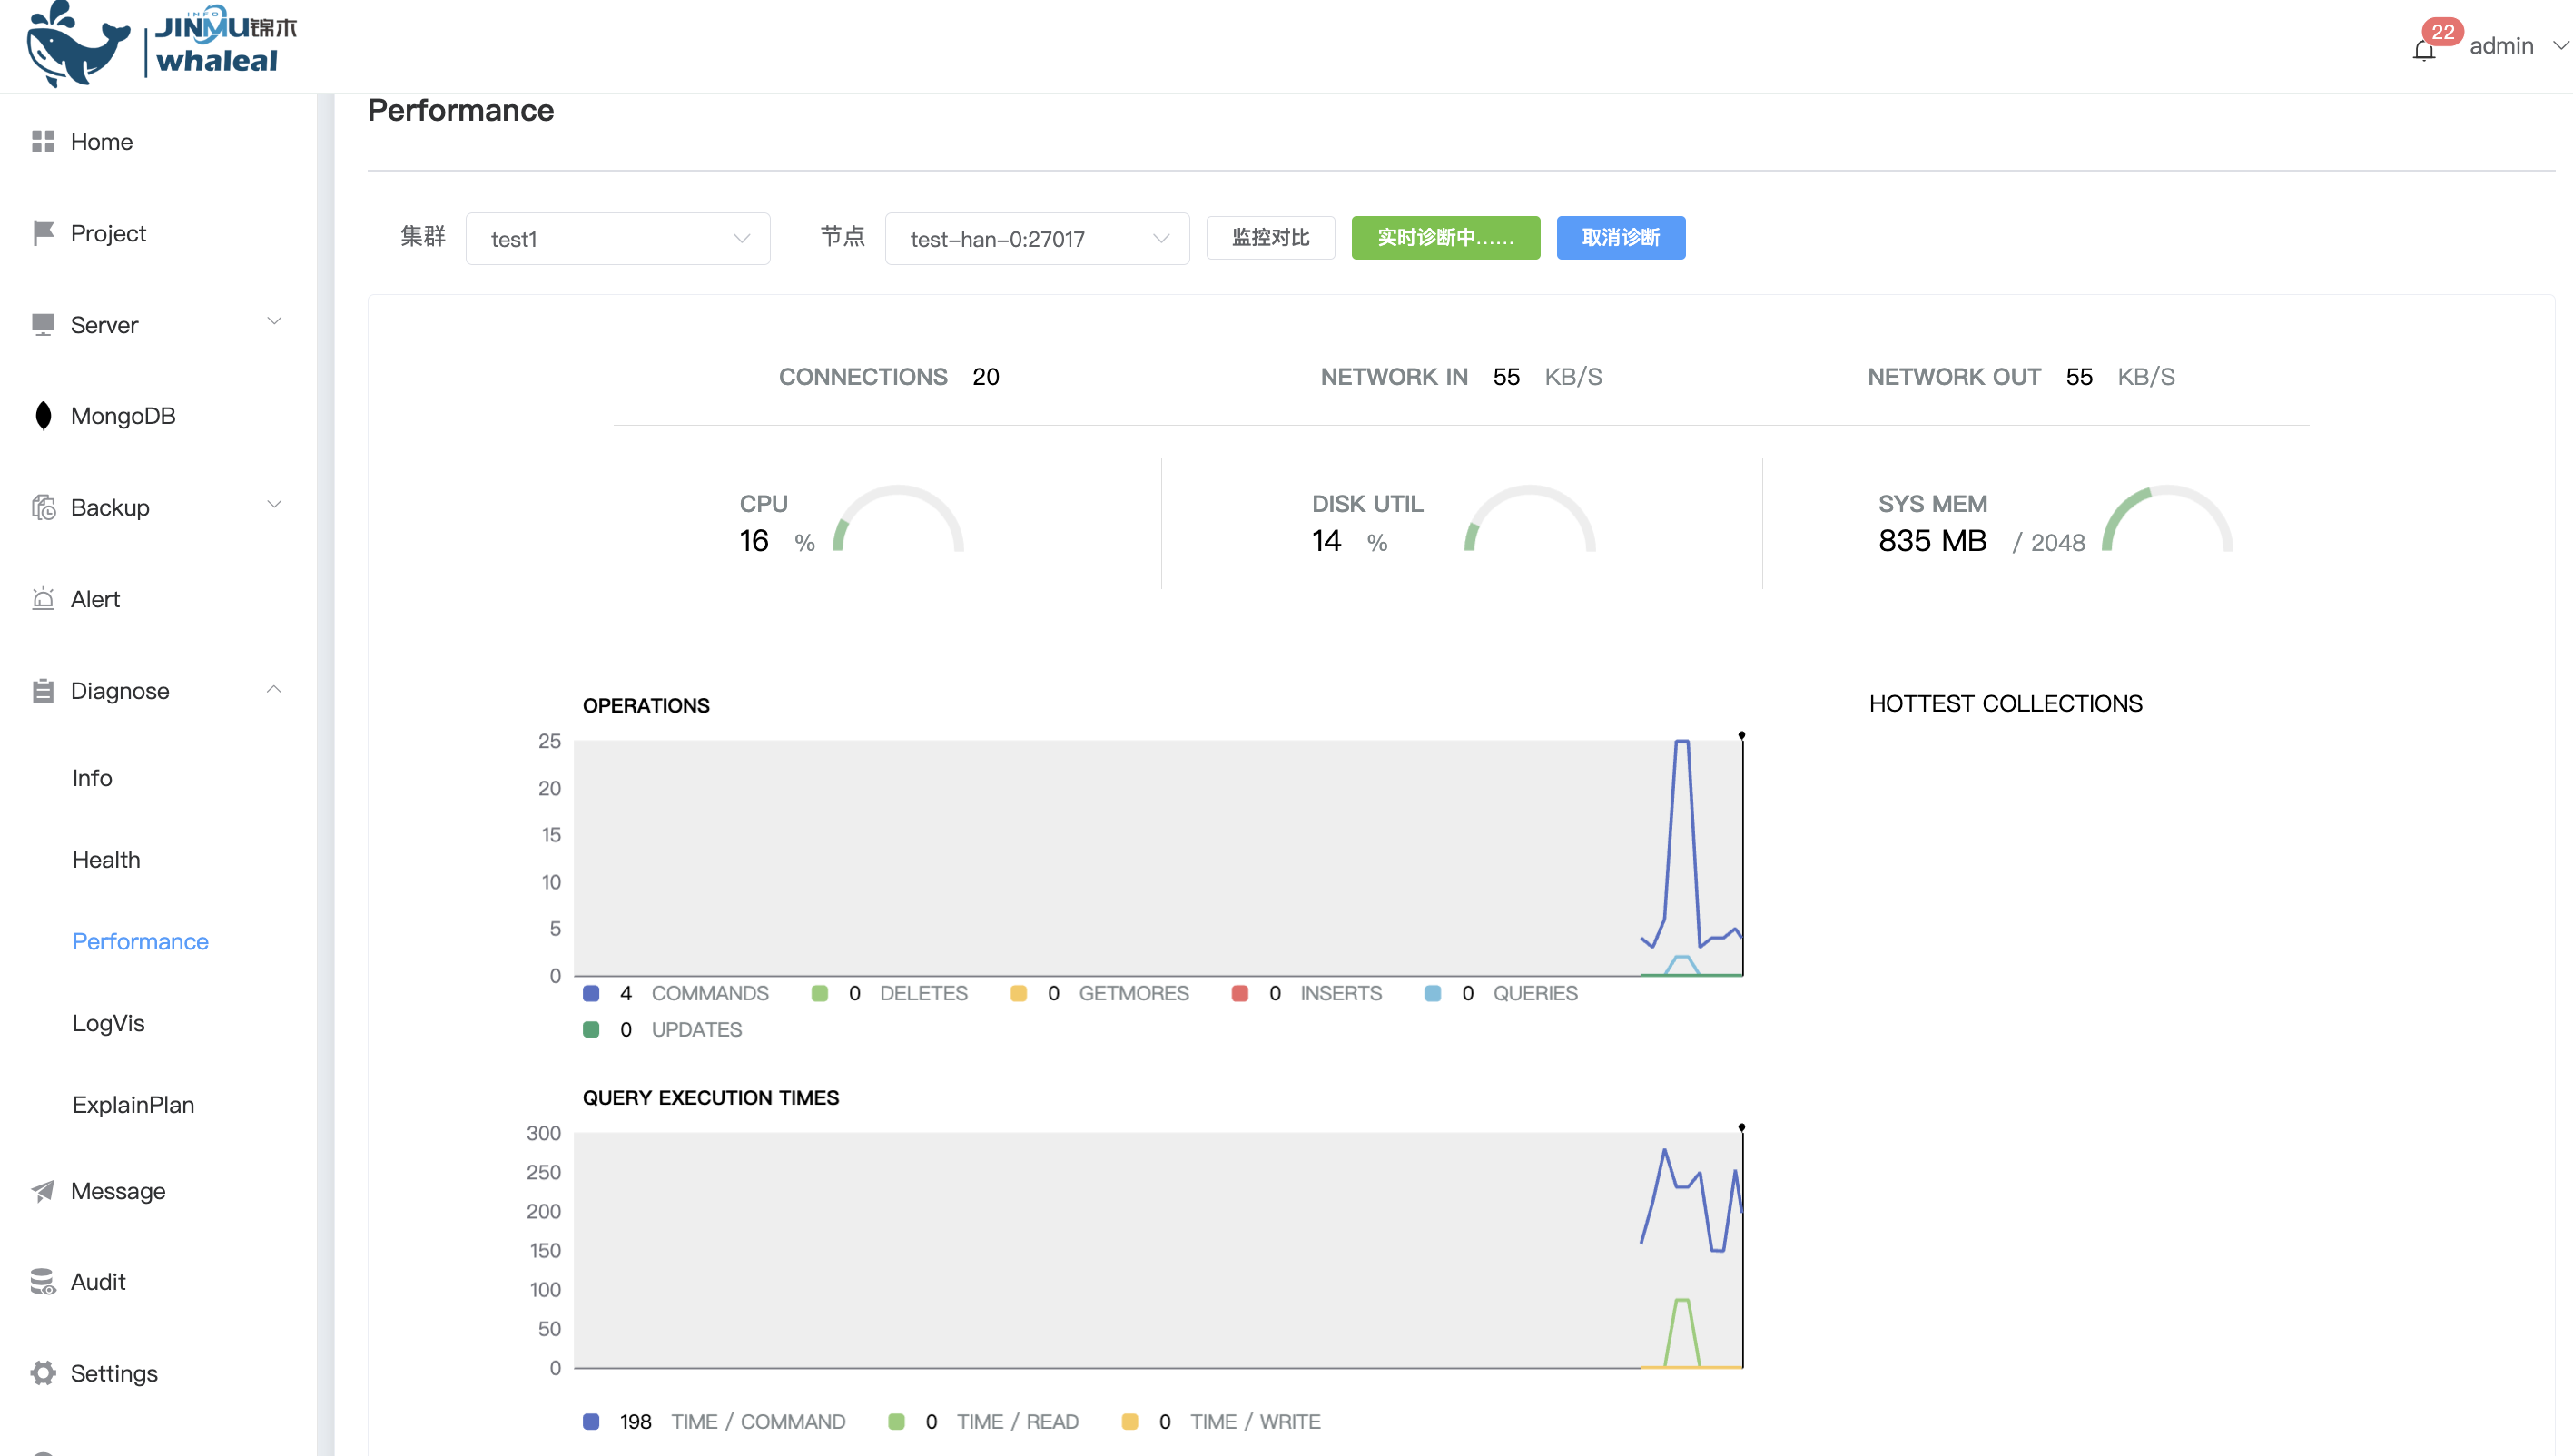 INFO
JINMU锦木
whaleal
22
admin
Home
Project
Server
MongoDB
Backup
Alert
Diagnose
Info
Health
Performance
LogVis
ExplainPlan
Message
Audit
Settings
Performance
集群 test1 节点 test-han-0:27017 监控对比 实时诊断中...... 取消诊断
CONNECTIONS 20 NETWORK IN 55 KB/S NETWORK OUT 55 KB/S
CPU
16 %
DISK UTIL
14 %
SYS MEM
835 MB / 2048
OPERATIONS
25
20
15
10
5
0
4 COMMANDS 0 DELETES 0 GETMORES 0 INSERTS 0 QUERIES
0 UPDATES
HOTTEST COLLECTIONS
QUERY EXECUTION TIMES
300
250
200
150
100
50
0
198 TIME / COMMAND 0 TIME / READ 0 TIME / WRITE